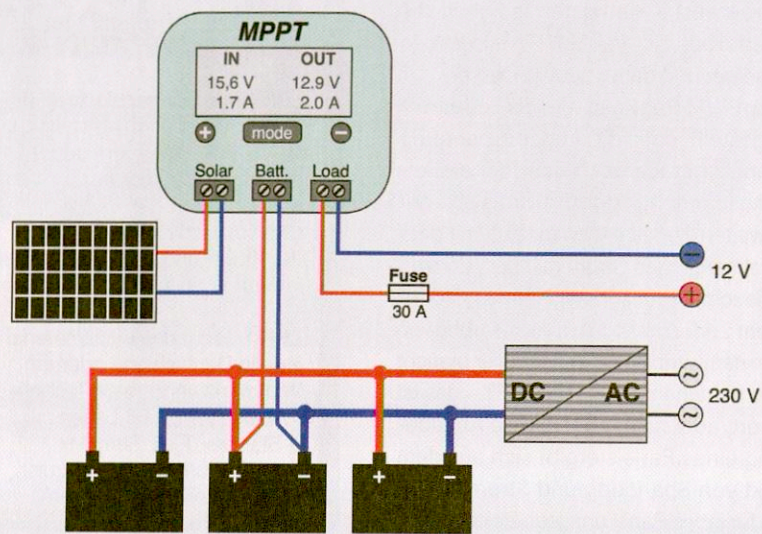 MPPT
IN OUT
15,6 V 12.9 V
1.7 A 2.0 A
+ mode −
Solar Batt. Load
−
12 V
Fuse
+
30 A
DC AC
~
230 V
~
+ − + − + −